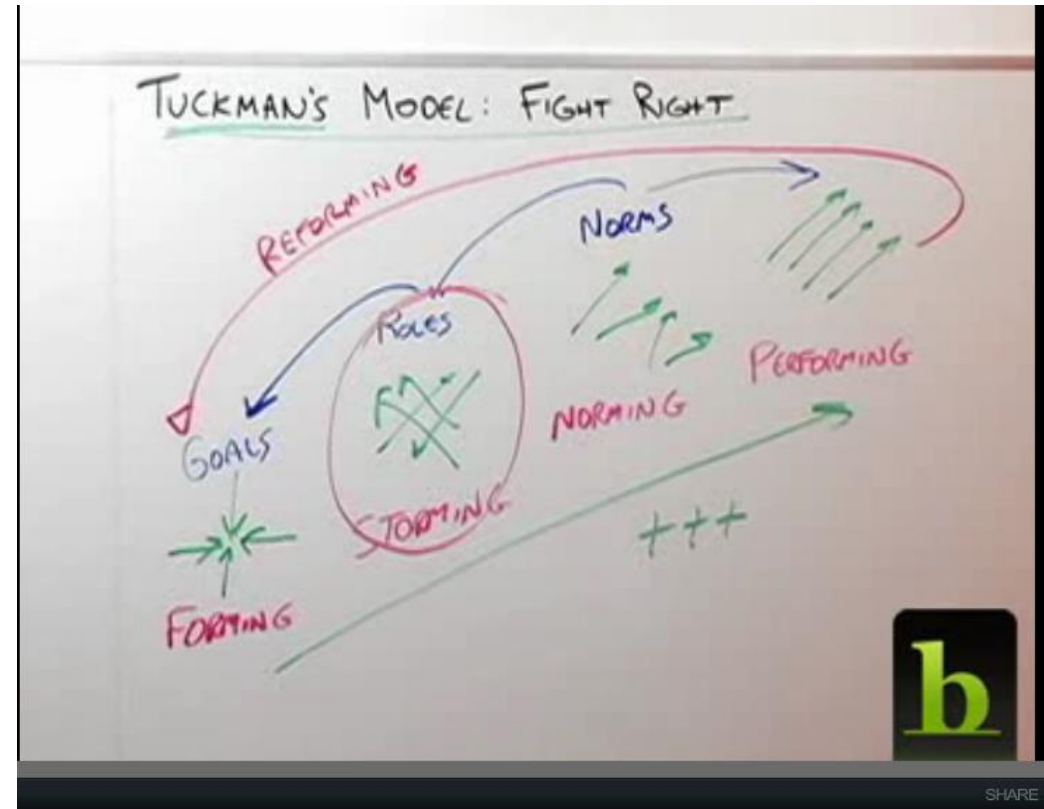 TUCKMAN'S MODEL: FIGHT RIGHT
REFORMING
NORMS
ROLES
PERFORMING
NORMING
GOALS
STORMING
+++
FORMING
b
SHARE